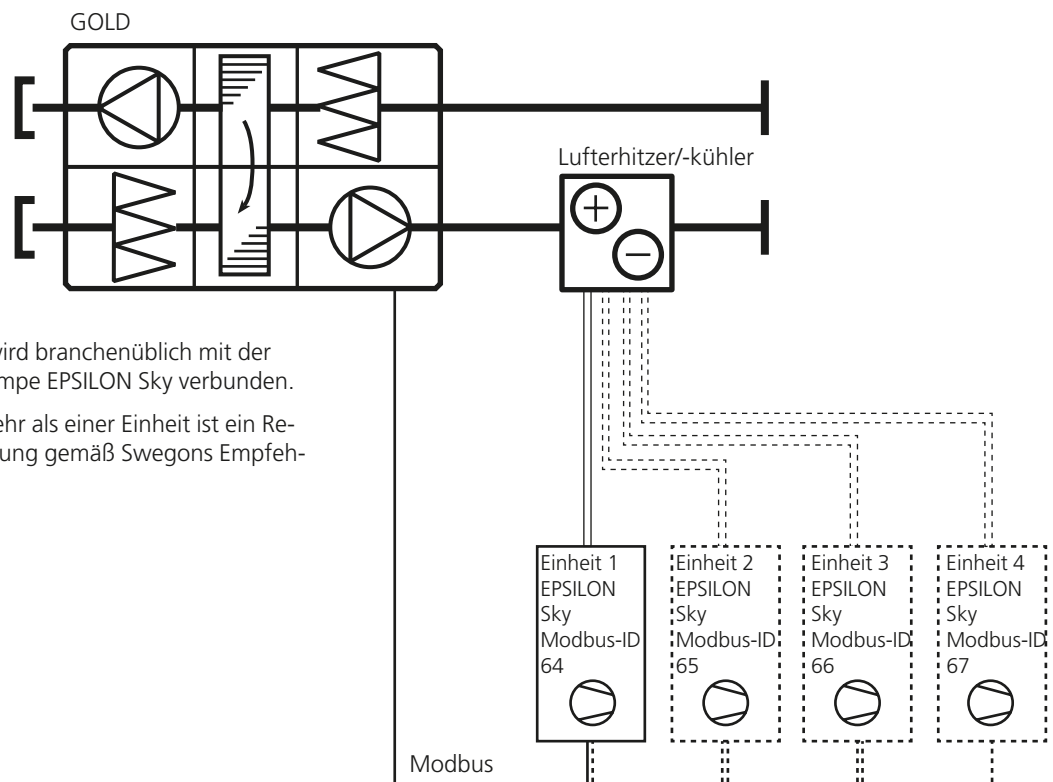 GOLD
Lufterhitzer/-kühler
wird branchenüblich mit der
mpe EPSILON Sky verbunden.
ehr als einer Einheit ist ein Re-
ung gemäß Swegons Empfeh-
Einheit 1
EPSILON
Sky
Modbus-ID
64
Einheit 2
EPSILON
Sky
Modbus-ID
65
Einheit 3
EPSILON
Sky
Modbus-ID
66
Einheit 4
EPSILON
Sky
Modbus-ID
67
Modbus